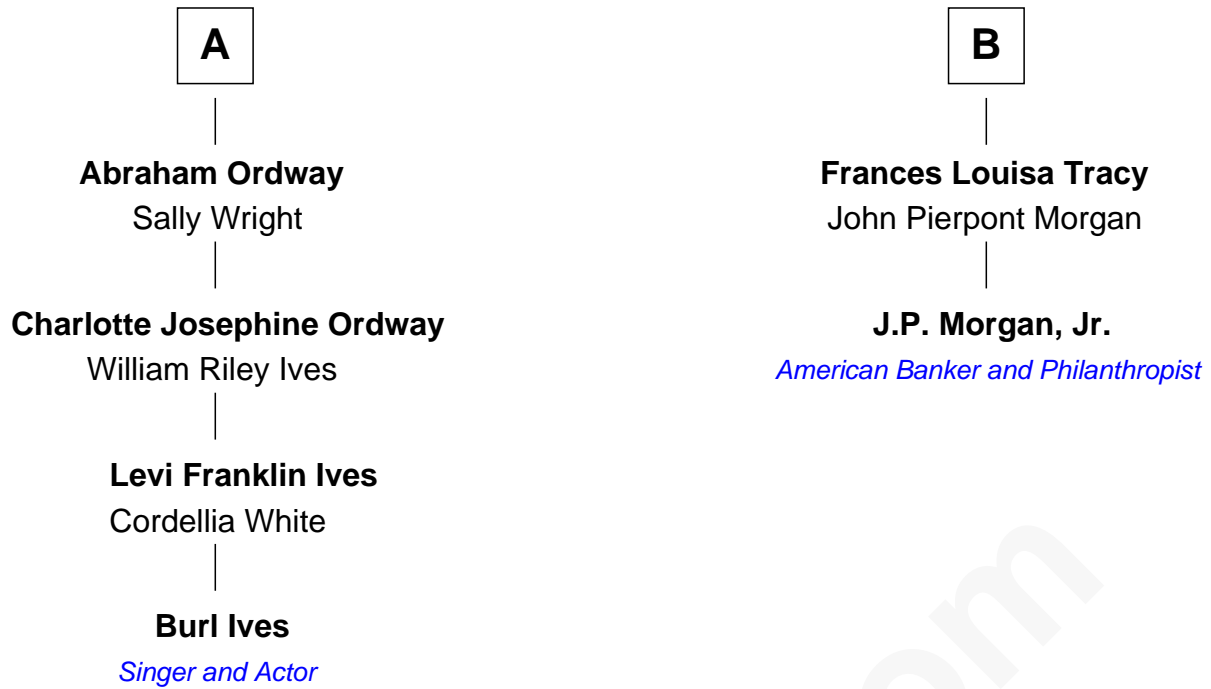 A
Abraham Ordway
Sally Wright
Charlotte Josephine Ordway
William Riley Ives
Levi Franklin Ives
Cordellia White
Burl Ives
Singer and Actor
B
Frances Louisa Tracy
John Pierpont Morgan
J.P. Morgan, Jr.
American Banker and Philanthropist
om